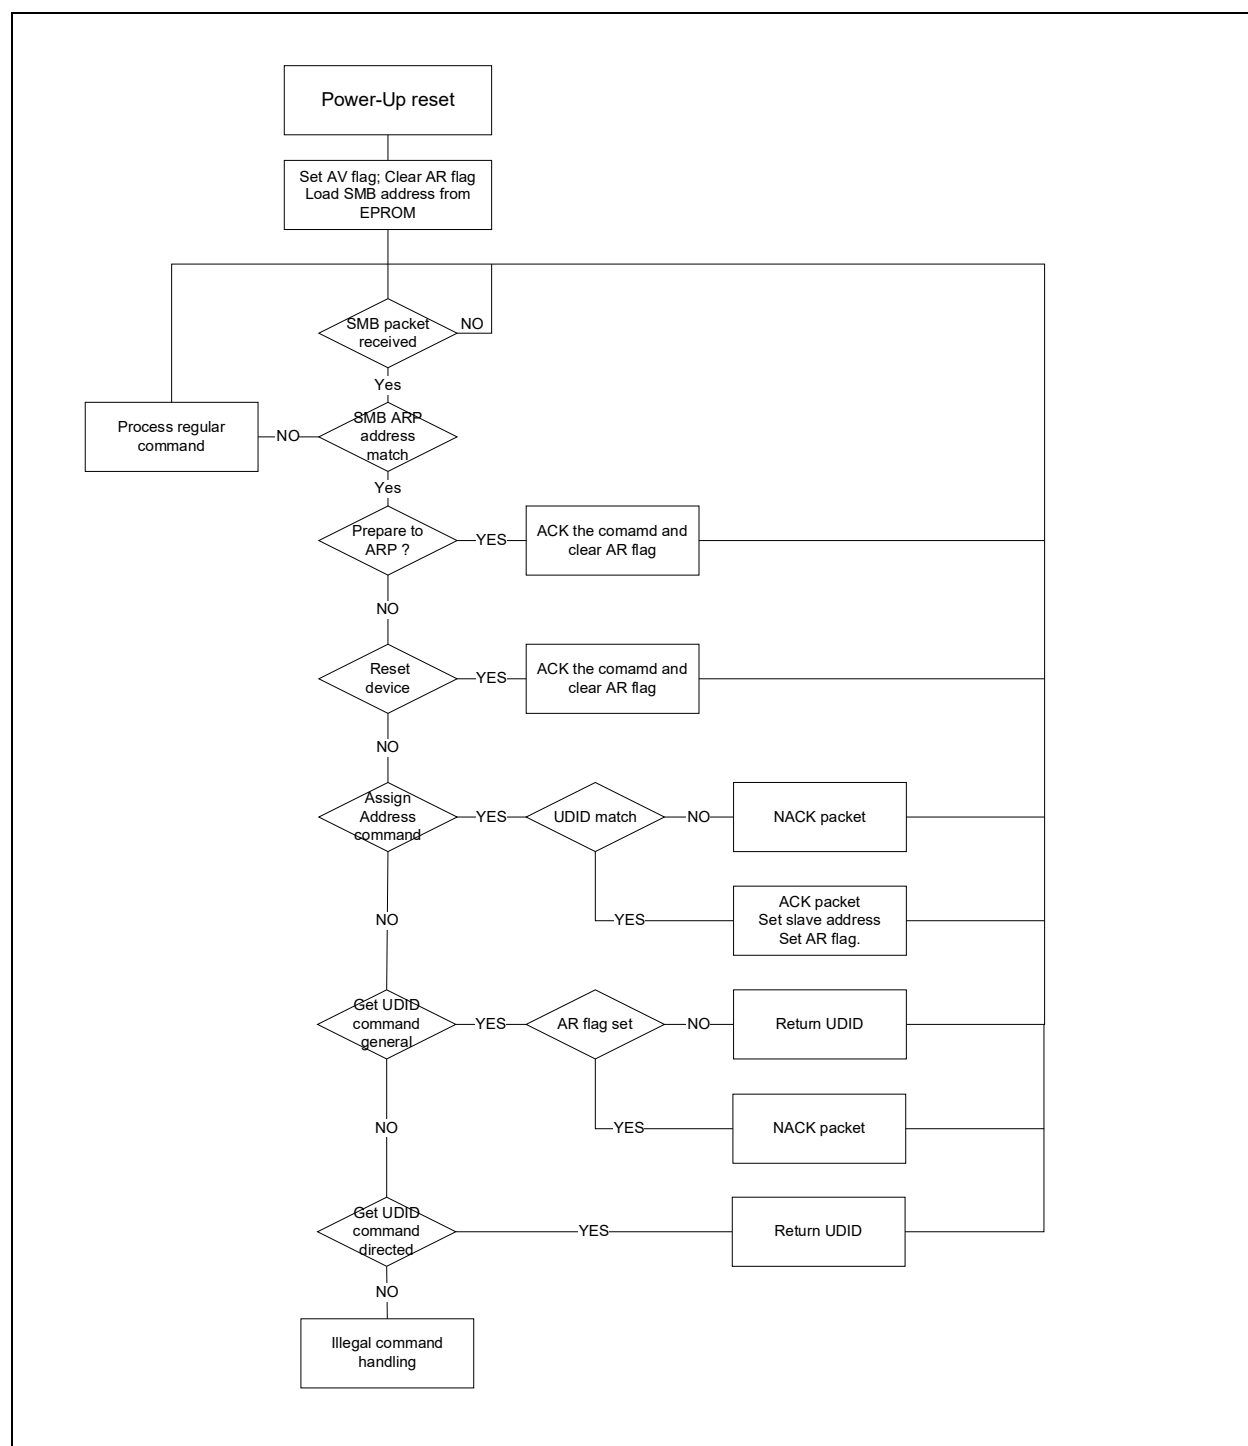 Power-Up reset
Set AV flag; Clear AR flag
Load SMB address from
EPROM
SMB packet
received
NO
Yes
Process regular
command
NO
SMB ARP
address
match
Yes
Prepare to
ARP ?
YES
ACK the comamd and
clear AR flag
NO
Reset
device
YES
ACK the comamd and
clear AR flag
NO
Assign
Address
command
YES
UDID match
NO
NACK packet
NO
YES
ACK packet
Set slave address
Set AR flag.
Get UDID
command
general
YES
AR flag set
NO
Return UDID
NO
YES
NACK packet
Get UDID
command
directed
YES
Return UDID
NO
Illegal command
handling